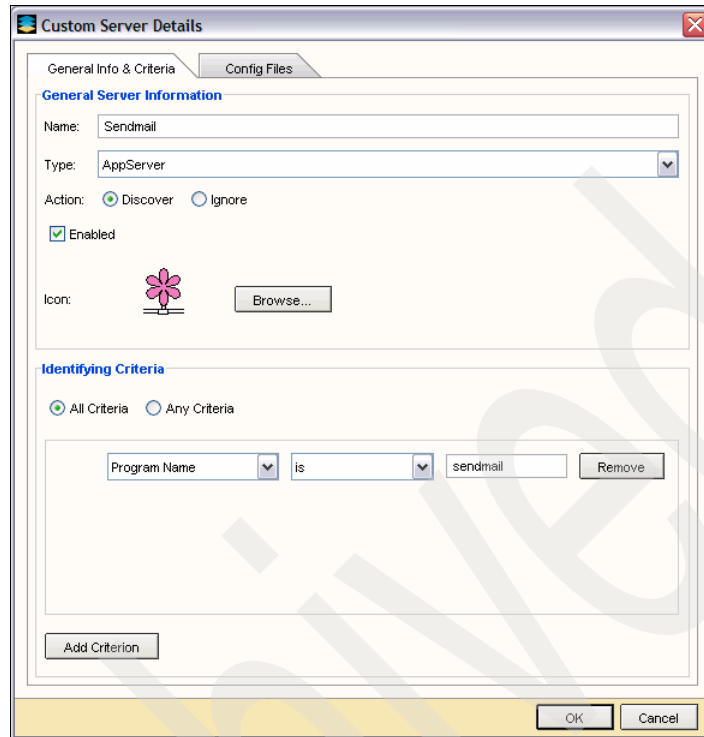 Custom Server Details
General Info & Criteria Config Files
General Server Information
Name: Sendmail
Type: AppServer
Action: Discover Ignore
Enabled
Icon: Browse...
Identifying Criteria
All Criteria Any Criteria
Program Name is sendmail Remove
Add Criterion
OK Cancel